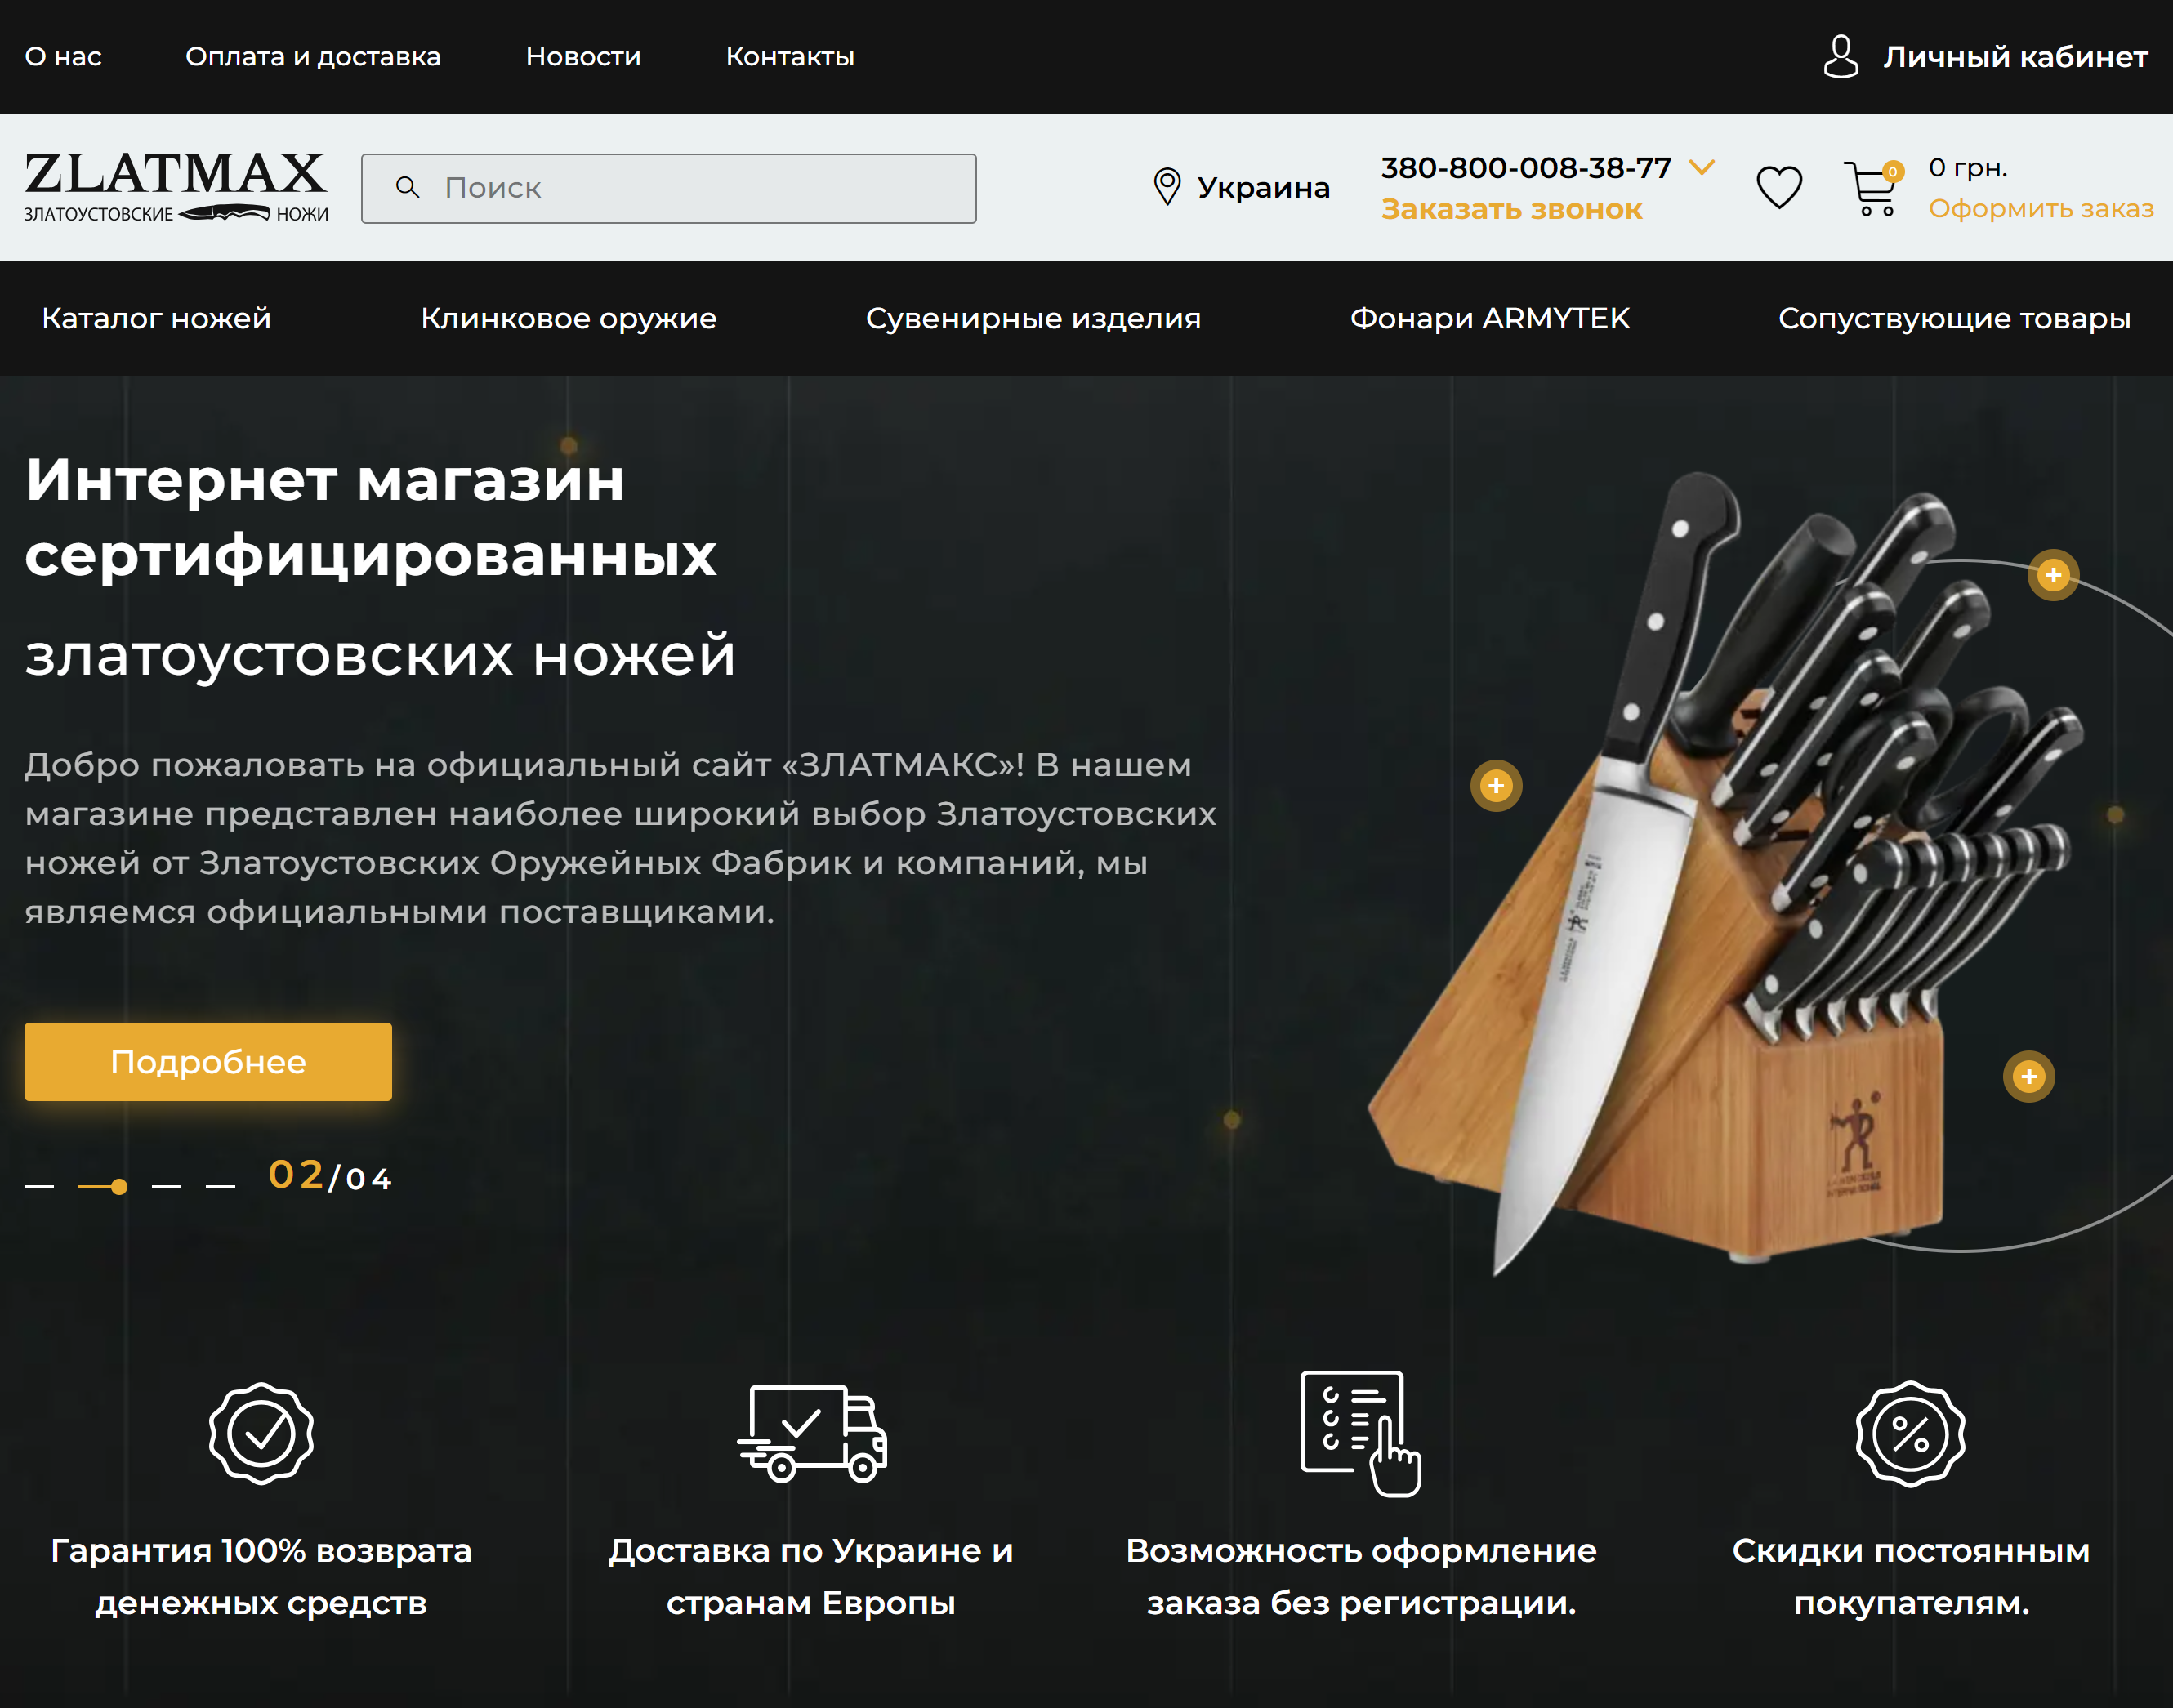 О нас
Оплата и доставка
Новости
Контакты
Личный кабинет
ZLATMAX
ЗЛАТОУСТОВСКИЕ НОЖИ
Поиск
Украина
380-800-008-38-77
Заказать звонок
0
0 грн.
Оформить заказ
Каталог ножей
Клинковое оружие
Сувенирные изделия
Фонари ARMYTEK
Сопуствующие товары
Интернет магазин
сертифицированных
златоустовских ножей
Добро пожаловать на официальный сайт «ЗЛАТМАКС»! В нашем
магазине представлен наиболее широкий выбор Златоустовских
ножей от Златоустовских Оружейных Фабрик и компаний, мы
являемся официальными поставщиками.
Подробнее
02/04
Гарантия 100% возврата
денежных средств
Доставка по Украине и
странам Европы
Возможность оформление
заказа без регистрации.
Скидки постоянным
покупателям.